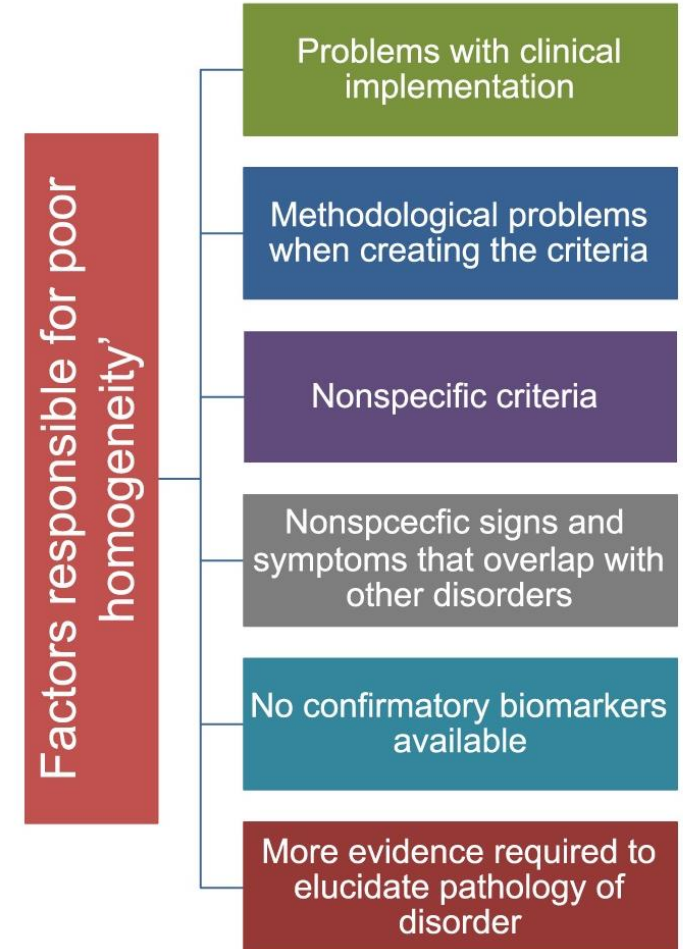 Factors responsible for poor
homogeneity’
Problems with clinical
implementation
Methodological problems
when creating the criteria
Nonspecific criteria
Nonspcecfic signs and
symptoms that overlap with
other disorders
No confirmatory biomarkers
available
More evidence required to
elucidate pathology of
disorder